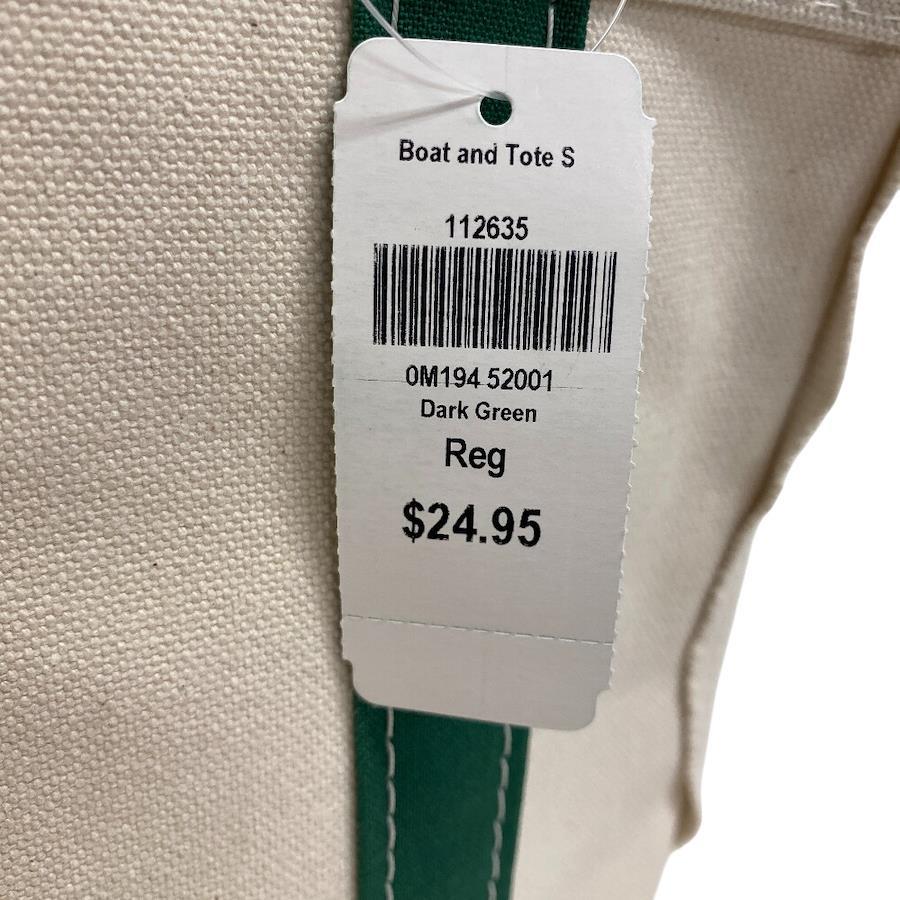 Boat and Tote S
112635
0M194 52001
Dark Green
Reg
$24.95